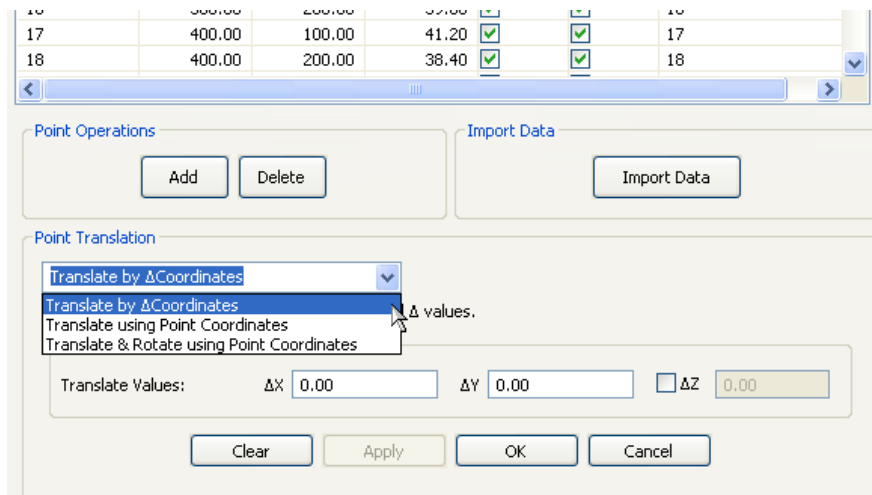 17 400.00 100.00 41.20 17
18 400.00 200.00 38.40 18
Point Operations
Import Data
Add Delete
Import Data
Point Translation
Translate by ΔCoordinates
Translate by ΔCoordinates
Δ values.
Translate using Point Coordinates
Translate & Rotate using Point Coordinates
Translate Values: ΔX 0.00 ΔY 0.00 ΔZ 0.00
Clear Apply OK Cancel